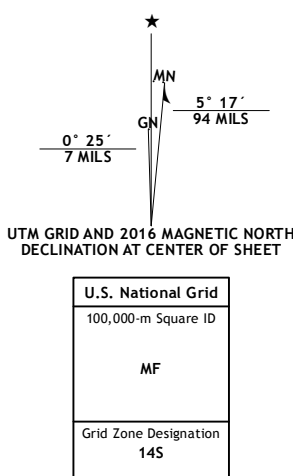 ★
MN
GN
5° 17´
94 MILS
0° 25´
7 MILS
UTM GRID AND 2016 MAGNETIC NORTH
DECLINATION AT CENTER OF SHEET
U.S. National Grid
100,000-m Square ID
MF
Grid Zone Designation
14S